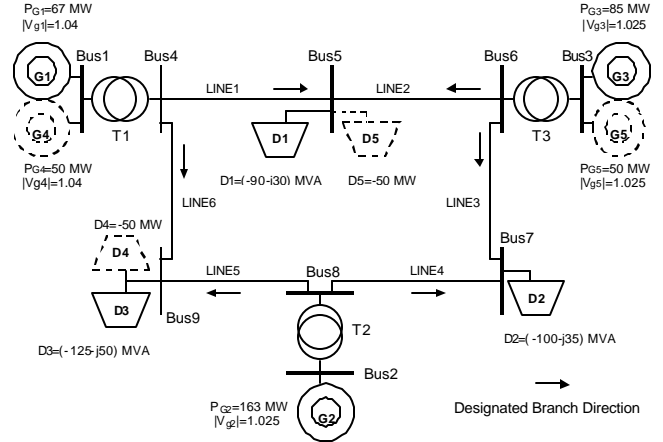 PG1=67 MW
|Vg1|=1.04
PG3=85 MW
|Vg3|=1.025
Bus1
Bus4
Bus5
Bus6
Bus3
G1
G3
LINE1
LINE2
G4
T1
D1
D5
T3
G5
PG4=50 MW
|Vg4|=1.04
D1=(-90-i30) MVA
D5=-50 MW
PG5=50 MW
|Vg5|=1.025
LINE6
LINE3
D4=-50 MW
D4
Bus7
Bus8
LINE5
LINE4
D3
D2
Bus9
T2
D3=(-125-j50) MVA
D2=(-100-j35) MVA
Bus2
PG2=163 MW
|Vg2|=1.025
G2
Designated Branch Direction